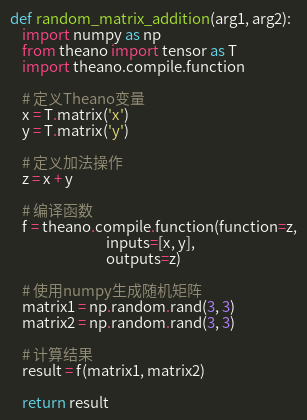 def random_matrix_addition(arg1, arg2):
import numpy as np
from theano import tensor as T
import theano.compile.function
# 定义Theano变量
x = T.matrix('x')
y = T.matrix('y')
# 定义加法操作
z = x + y
# 编译函数
f = theano.compile.function(function=z,
inputs=[x, y],
outputs=z)
# 使用numpy生成随机矩阵
matrix1 = np.random.rand(3, 3)
matrix2 = np.random.rand(3, 3)
# 计算结果
result = f(matrix1, matrix2)
return result